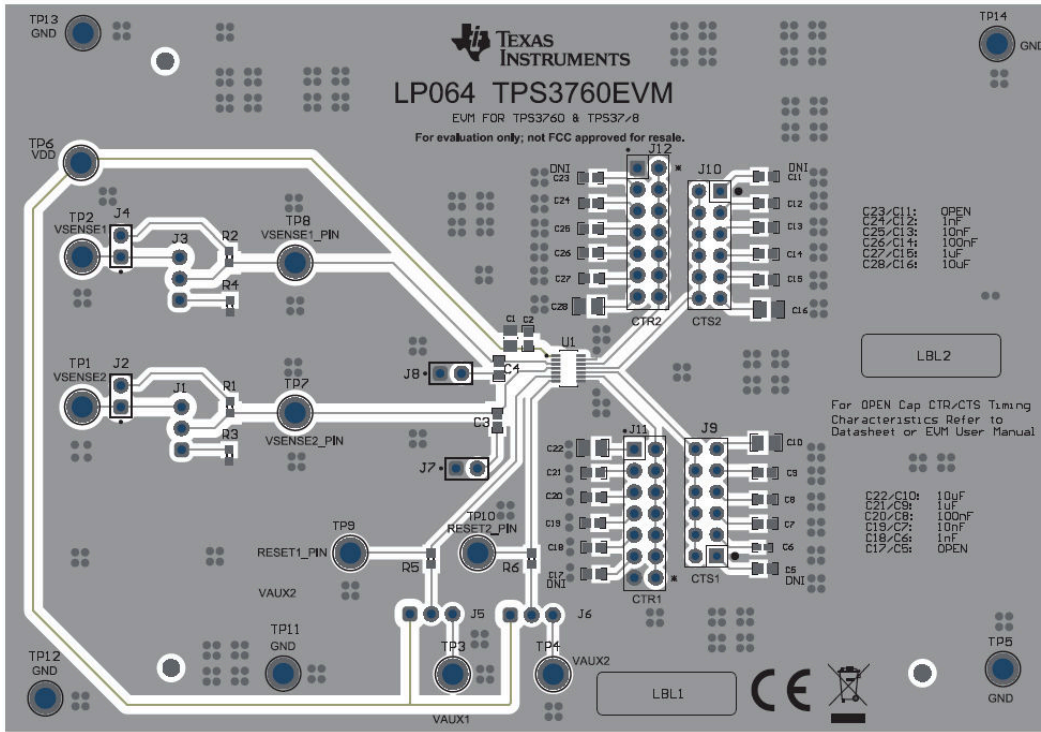 TP13
GND
TP14
GND
TEXAS
INSTRUMENTS
LP064 TPS3760EVM
EVM FOR TPS3760 & TPS37/8
For evaluation only; not FCC approved for resale.
TP6
VDD
J12
J10
DNI
C23
C24
C25
C26
C27
C28
CTR2
DNI
C11
C12
C13
C14
C15
C16
CTS2
C23/C11: OPEN
C24/C12: 1nF
C25/C13: 10nF
C26/C14: 100nF
C27/C15: 1uF
C28/C16: 10uF
TP2
VSENSE1
J4
J3
R2
R4
TP8
VSENSE1_PIN
C1
C2
U1
LBL2
TP1
VSENSE2
J2
J1
R1
R3
TP7
VSENSE2_PIN
J8
C4
C3
J7
For OPEN Cap CTR/CTS Timing
Characteristics Refer to
Datasheet or EVM User Manual
J11
J9
C22
C21
C20
C19
C18
C17
DNI
CTR1
C10
C9
C8
C7
C6
C5
DNI
CTS1
C22/C10: 10uF
C21/C9: 1uF
C20/C8: 100nF
C19/C7: 10nF
C18/C6: 1nF
C17/C5: OPEN
TP9
RESET1_PIN
TP10
RESET2_PIN
R5
R6
VAUX2
J5
J6
TP11
GND
TP12
GND
TP3
VAUX1
TP4
VAUX2
LBL1
CE
TP5
GND